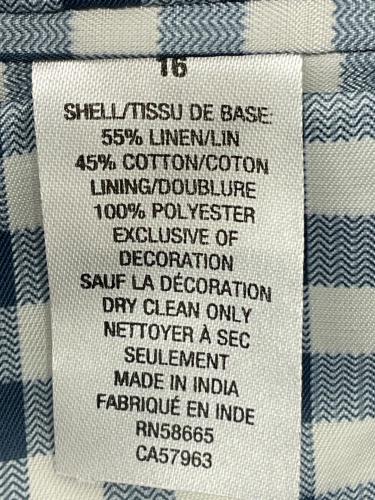 16
SHELL/TISSU DE BASE:
55% LINEN/LIN
45% COTTON/COTON
LINING/DOUBLURE
100% POLYESTER
EXCLUSIVE OF
DECORATION
SAUF LA DÉCORATION
DRY CLEAN ONLY
NETTOYER À SEC
SEULEMENT
MADE IN INDIA
FABRIQUÉ EN INDE
RN58665
CA57963